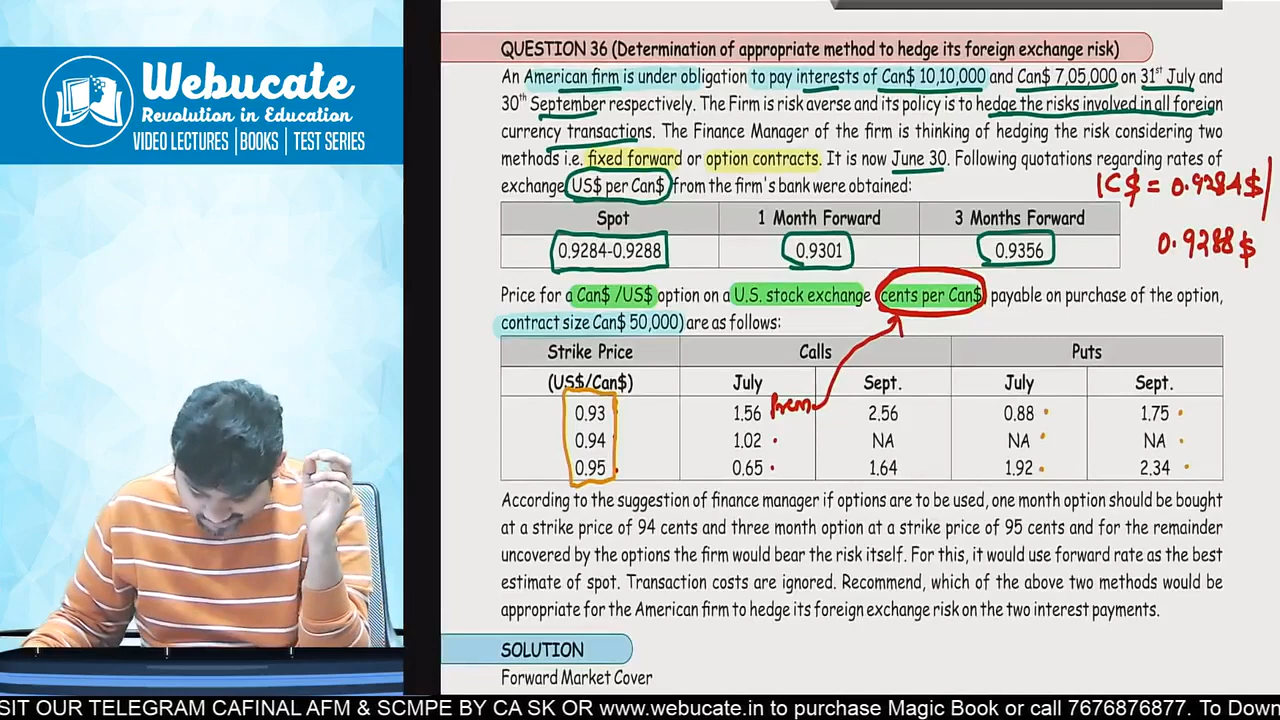 Webucate
Revolution in Education
VIDEO LECTURES | BOOKS | TEST SERIES
QUESTION 36 (Determination of appropriate method to hedge its foreign exchange risk)
An American firm is under obligation to pay interests of Can$ 10,10,000 and Can$ 7,05,000 on 31st July and
30th September respectively. The Firm is risk averse and its policy is to hedge the risks involved in all foreign
currency transactions. The Finance Manager of the firm is thinking of hedging the risk considering two
methods i.e. fixed forward or option contracts. It is now June 30. Following quotations regarding rates of
exchange US$ per Can$ from the firm's bank were obtained:
1C$ = 0.9284$/
0.9288$
Spot 1 Month Forward 3 Months Forward
0.9284-0.9288 0.9301 0.9356
Price for a Can$ /US$ option on a U.S. stock exchange (cents per Can$, payable on purchase of the option,
contract size Can$ 50,000) are as follows:
Strike Price Calls Puts
(US$/Can$) July Sept. July Sept.
0.93 1.56 Prem 2.56 0.88 1.75
0.94 1.02 NA NA NA
0.95 0.65 1.64 1.92 2.34
According to the suggestion of finance manager if options are to be used, one month option should be bought
at a strike price of 94 cents and three month option at a strike price of 95 cents and for the remainder
uncovered by the options the firm would bear the risk itself. For this, it would use forward rate as the best
estimate of spot. Transaction costs are ignored. Recommend, which of the above two methods would be
appropriate for the American firm to hedge its foreign exchange risk on the two interest payments.
SOLUTION
Forward Market Cover
SIT OUR TELEGRAM CAFINAL AFM & SCMPE BY CA SK OR www.webucate.in to purchase Magic Book or call 7676876877. To Down